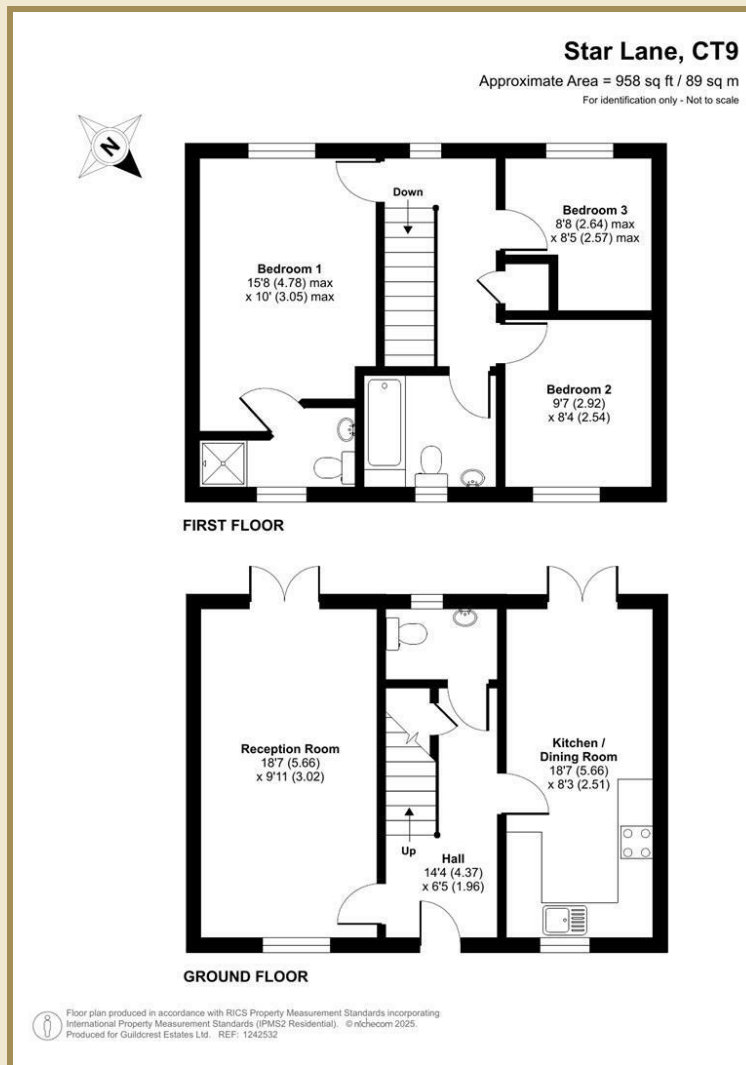 Star Lane, CT9
Approximate Area = 958 sq ft / 89 sq m
For identification only - Not to scale
N
Down
Bedroom 3
8'8 (2.64) max
x 8'5 (2.57) max
Bedroom 1
15'8 (4.78) max
x 10' (3.05) max
Bedroom 2
9'7 (2.92)
x 8'4 (2.54)
FIRST FLOOR
Reception Room
18'7 (5.66)
x 9'11 (3.02)
Kitchen /
Dining Room
18'7 (5.66)
x 8'3 (2.51)
Up
Hall
14'4 (4.37)
x 6'5 (1.96)
GROUND FLOOR
Floor plan produced in accordance with RICS Property Measurement Standards incorporating
International Property Measurement Standards (IPMS2 Residential). © nichecom 2025.
Produced for Guildcrest Estates Ltd. REF: 1242532